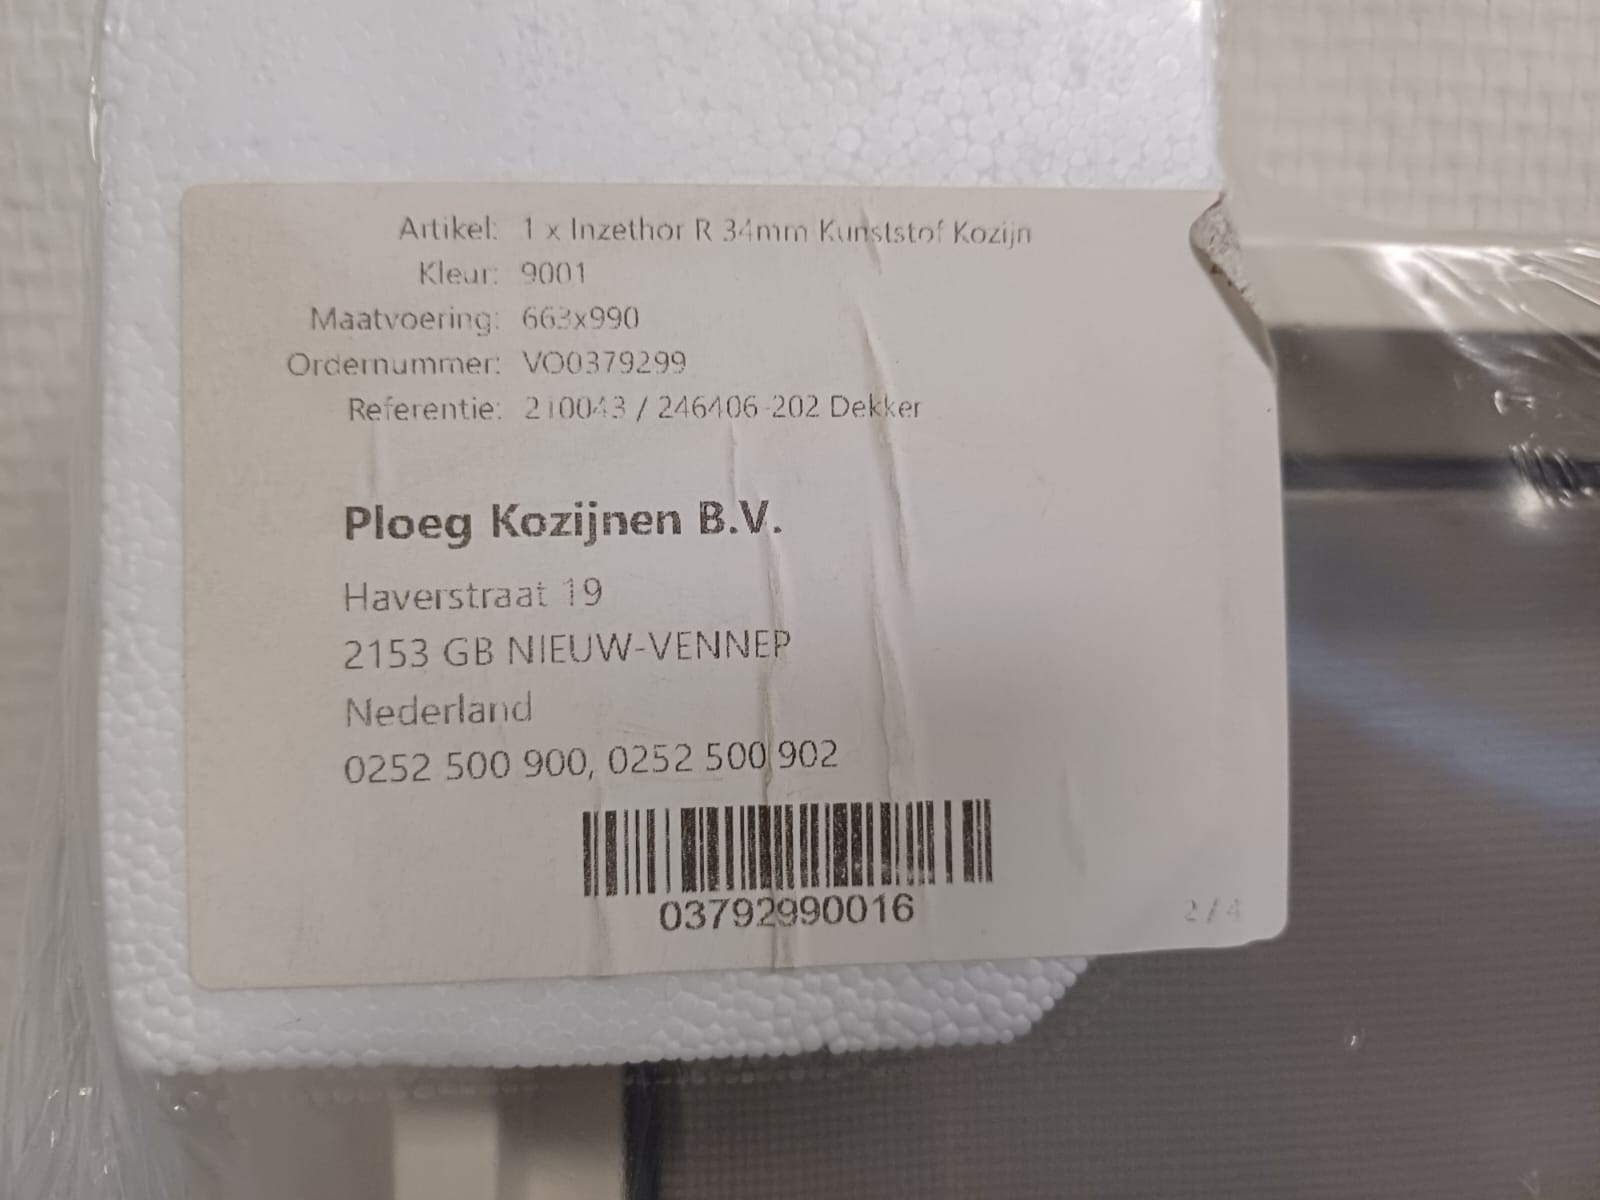 Artikel: 1 x Inzethor R 34mm Kunststof Kozijn
Kleur: 9001
Maatvoering: 663x990
Ordernummer: VO0379299
Referentie: 210043 / 246406-202 Dekker
Ploeg Kozijnen B.V.
Haverstraat 19
2153 GB NIEUW-VENNEP
Nederland
0252 500 900, 0252 500 902
03792990016
2 / 4